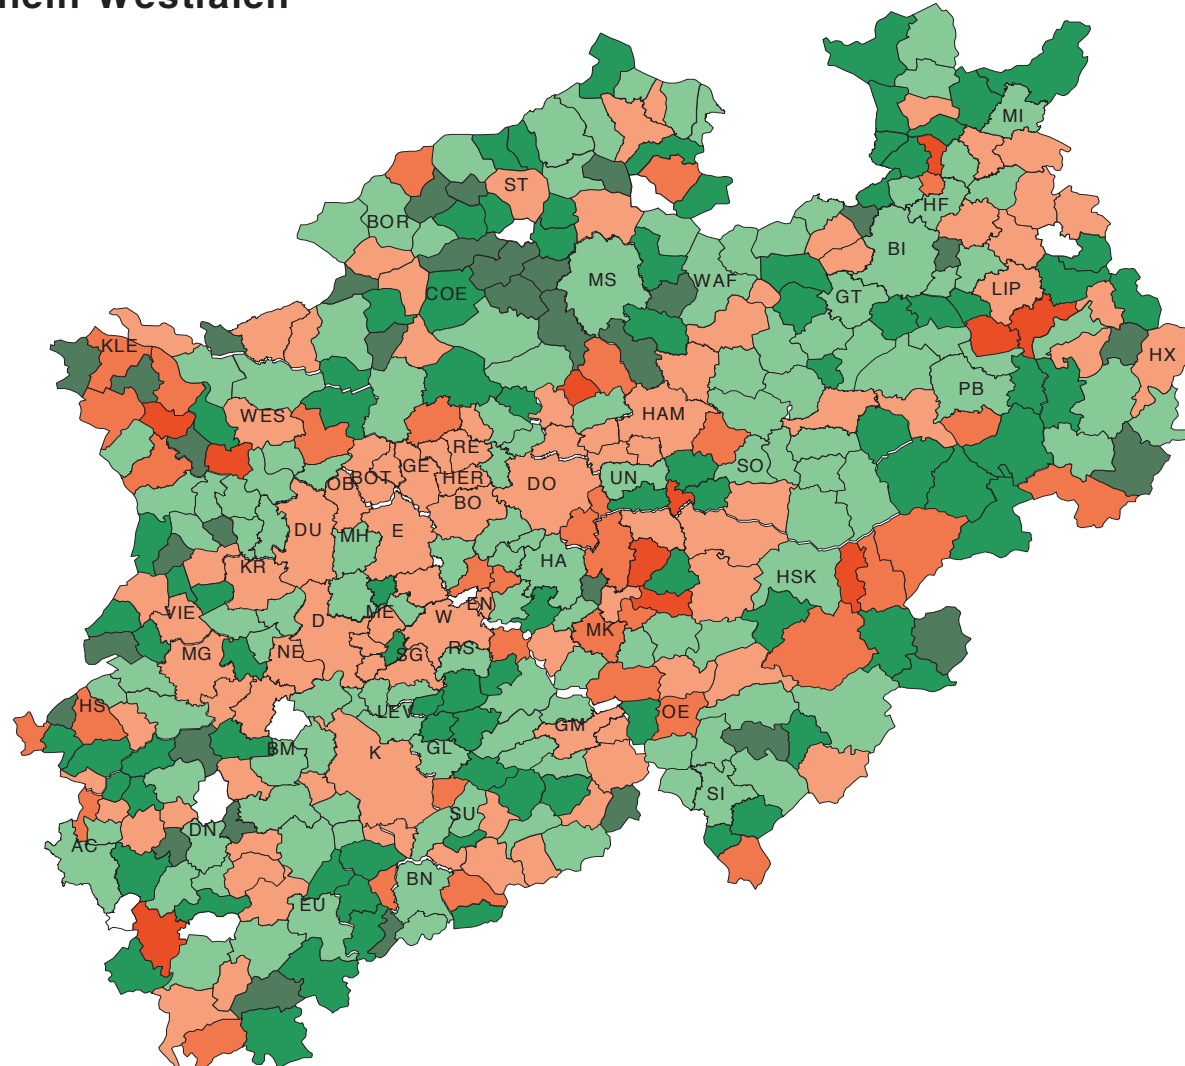 hein-Westfalen
MI
ST
HF
BOR
BI
MS
WAF
LIP
COE
GT
KLE
HX
PB
WES
HAM
RE
GE
SO
BOT
HER
UN
OB
DO
BO
DU
MH
E
HA
KR
HSK
VIE
ME
EN
W
D
MK
RS
MG
NE
SG
HS
LEV
OE
GM
BM
K
GL
SI
SU
DN
AC
BN
EU